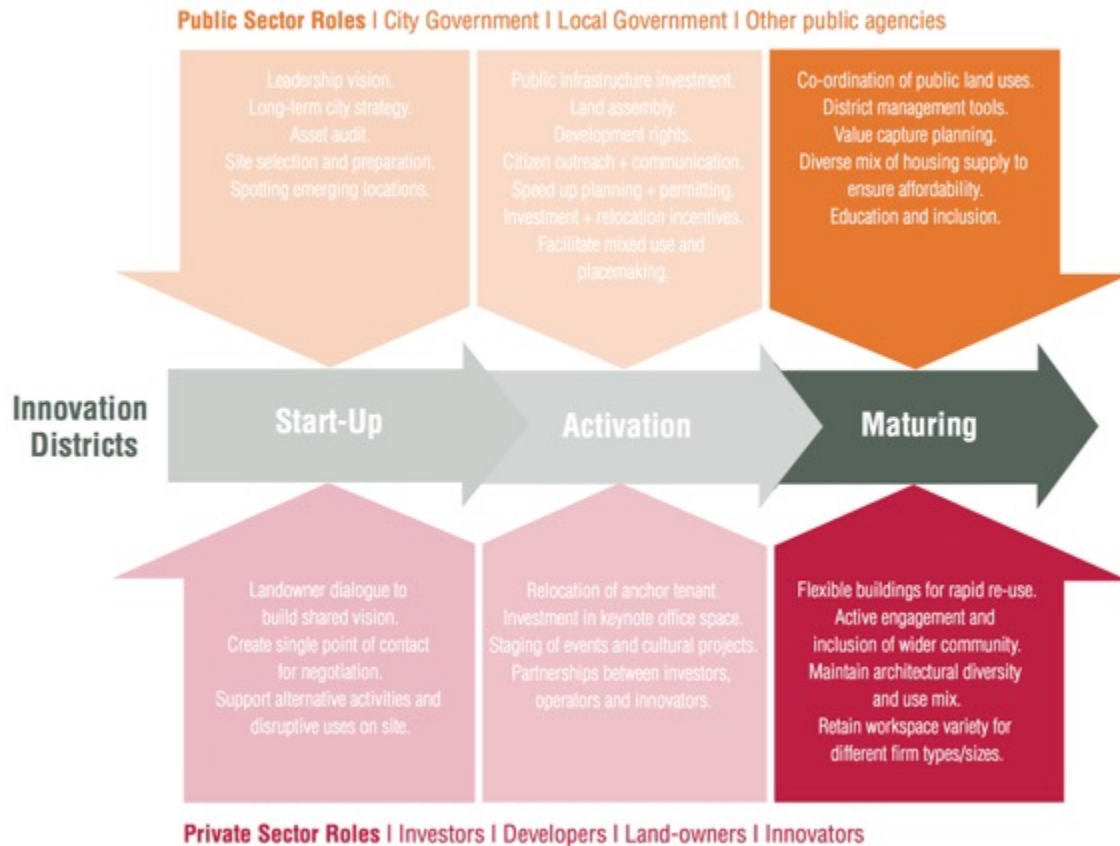 Public Sector Roles I City Government I Local Government I Other public agencies
Leadership vision.
Long-term city strategy.
Asset audit.
Site selection and preparation.
Spotting emerging locations.
Public infrastructure investment.
Land assembly.
Development rights.
Citizen outreach + communication.
Speed up planning + permitting.
Investment + relocation incentives.
Facilitate mixed use and
placemaking.
Co-ordination of public land uses.
District management tools.
Value capture planning.
Diverse mix of housing supply to
ensure affordability.
Education and inclusion.
Innovation
Districts
Start-Up
Activation
Maturing
Landowner dialogue to
build shared vision.
Create single point of contact
for negotiation.
Support alternative activities and
disruptive uses on site.
Relocation of anchor tenant.
Investment in keynote office space.
Staging of events and cultural projects.
Partnerships between investors,
operators and innovators.
Flexible buildings for rapid re-use.
Active engagement and
inclusion of wider community.
Maintain architectural diversity
and use mix.
Retain workspace variety for
different firm types/sizes.
Private Sector Roles I Investors I Developers I Land-owners I Innovators